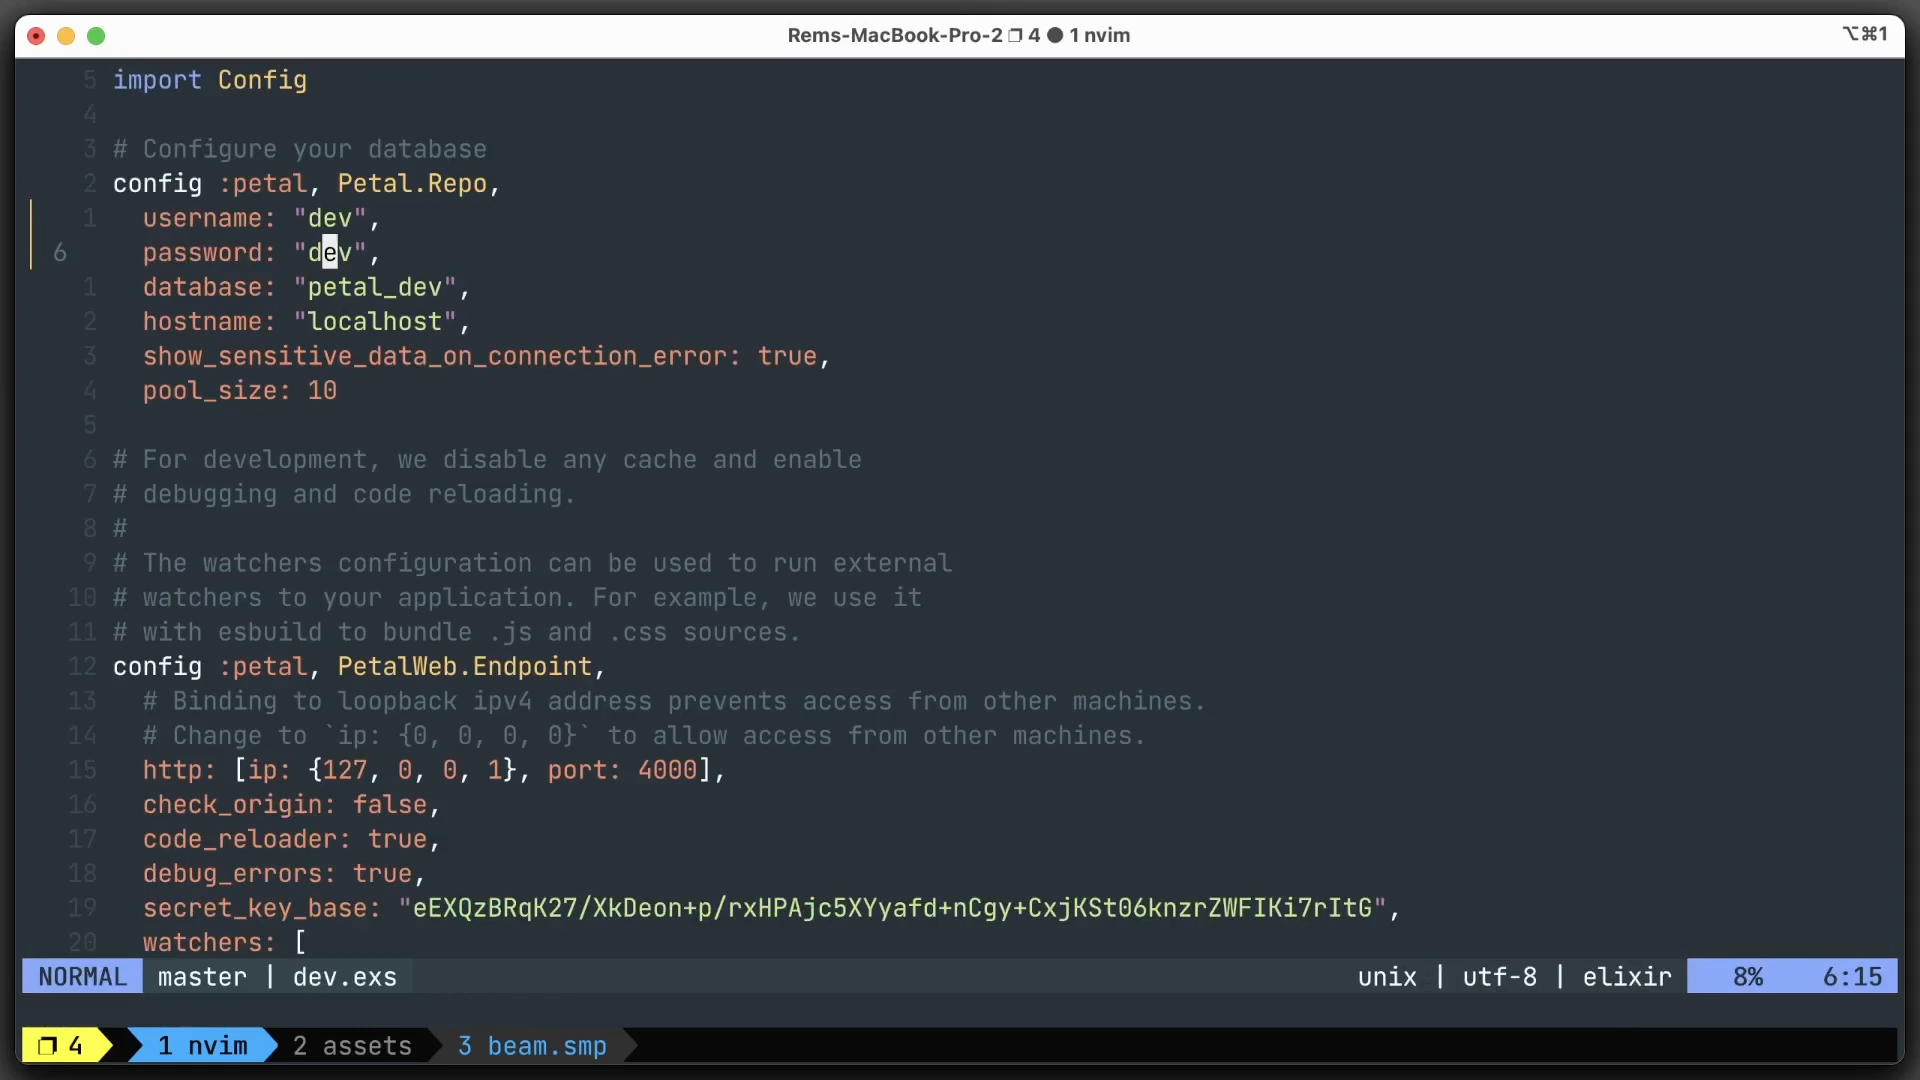 Rems-MacBook-Pro-2 4 ● 1 nvim ⌥⌘1
5 import Config
4
3 # Configure your database
2 config :petal, Petal.Repo,
1 username: "dev",
6 password: "dev",
1 database: "petal_dev",
2 hostname: "localhost",
3 show_sensitive_data_on_connection_error: true,
4 pool_size: 10
5
6 # For development, we disable any cache and enable
7 # debugging and code reloading.
8 #
9 # The watchers configuration can be used to run external
10 # watchers to your application. For example, we use it
11 # with esbuild to bundle .js and .css sources.
12 config :petal, PetalWeb.Endpoint,
13 # Binding to loopback ipv4 address prevents access from other machines.
14 # Change to `ip: {0, 0, 0, 0}` to allow access from other machines.
15 http: [ip: {127, 0, 0, 1}, port: 4000],
16 check_origin: false,
17 code_reloader: true,
18 debug_errors: true,
19 secret_key_base: "eEXQzBRqK27/XkDeon+p/rxHPAjc5XYyafd+nCgy+CxjKSt06knzrZWFIKi7rItG",
20 watchers: [
NORMAL master | dev.exs unix | utf-8 | elixir 8% 6:15
4 1 nvim 2 assets 3 beam.smp